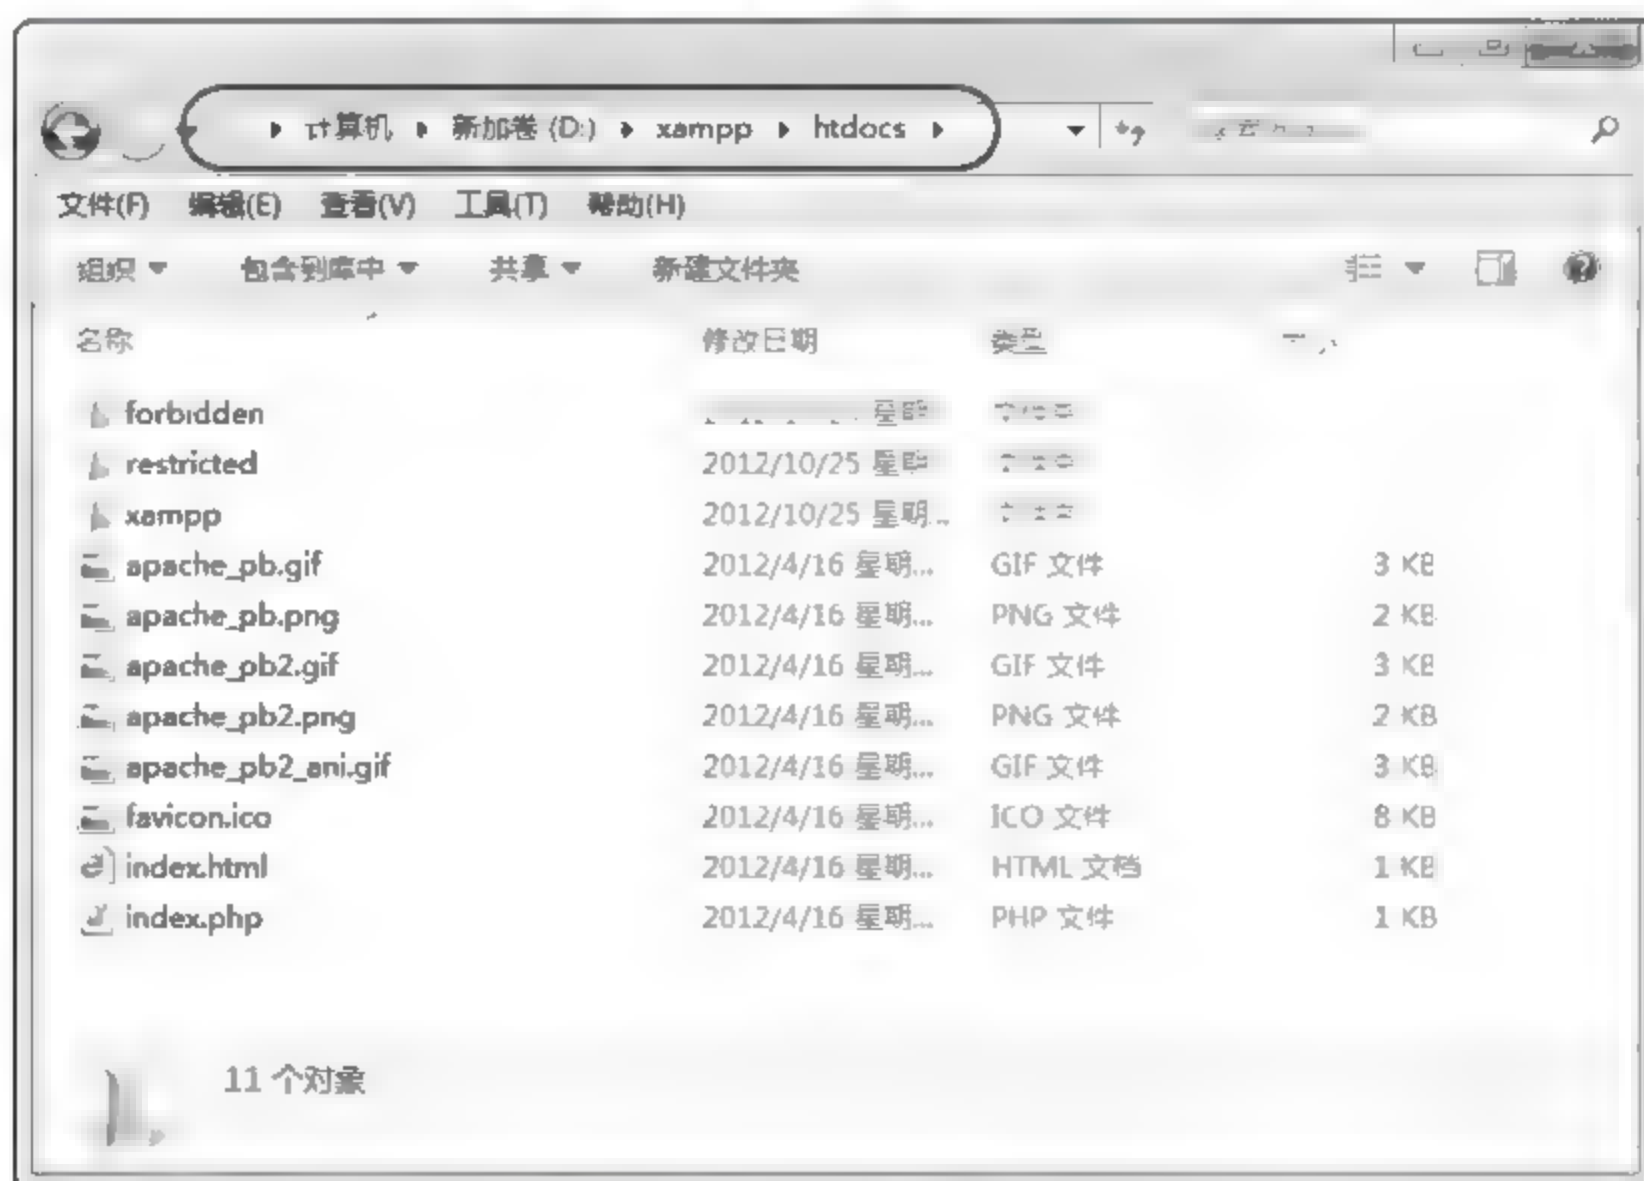 计算机 新加卷 (D:) xampp htdocs
文件(F) 编辑(E) 查看(V) 工具(T) 帮助(H)
组织 包含到库中 共享 新建文件夹
名称 修改日期 类型
forbidden 星期
restricted 2012/10/25 星期
xampp 2012/10/25 星期...
apache_pb.gif 2012/4/16 星期... GIF 文件 3 KB
apache_pb.png 2012/4/16 星期... PNG 文件 2 KB
apache_pb2.gif 2012/4/16 星期... GIF 文件 3 KB
apache_pb2.png 2012/4/16 星期... PNG 文件 2 KB
apache_pb2_ani.gif 2012/4/16 星期... GIF 文件 3 KB
favicon.ico 2012/4/16 星期... ICO 文件 8 KB
index.html 2012/4/16 星期... HTML 文档 1 KB
index.php 2012/4/16 星期... PHP 文件 1 KB
11 个对象